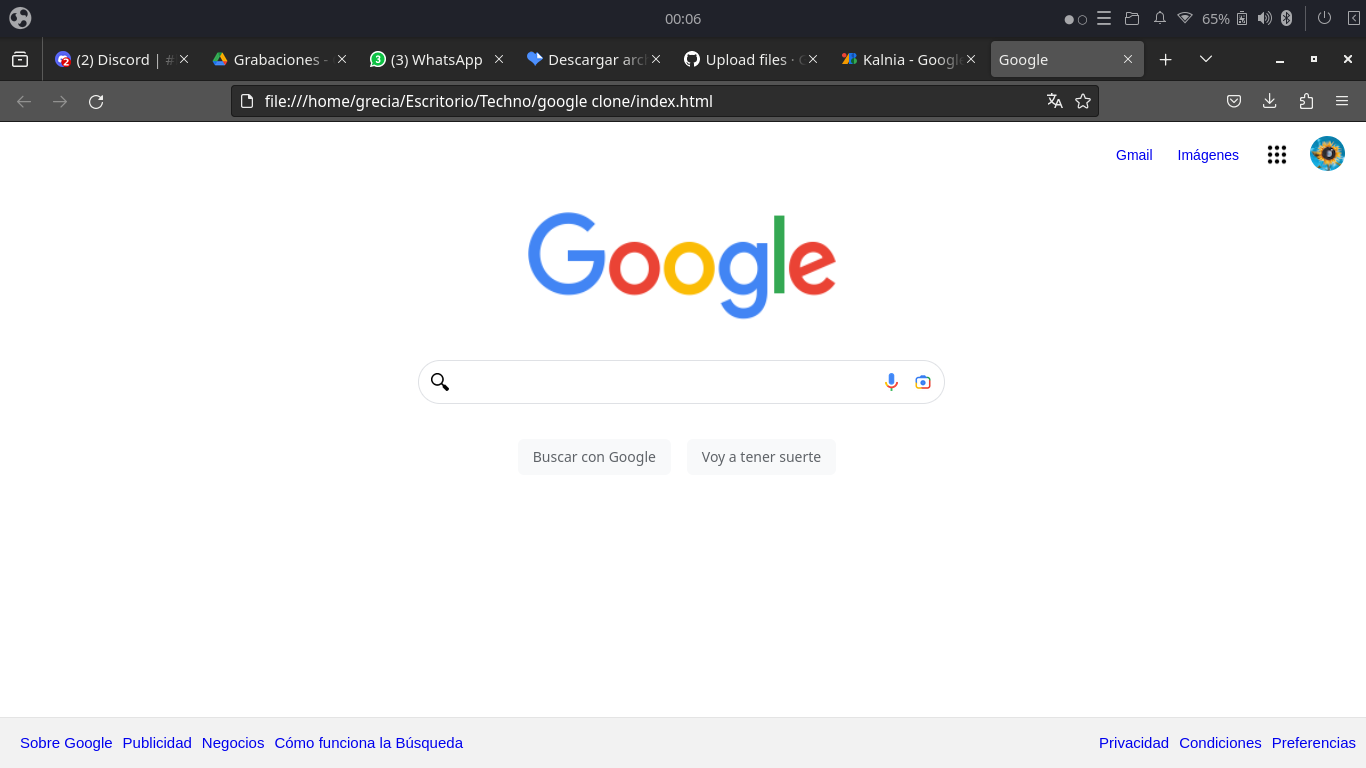 00:06
65%
(2) Discord | #
Grabaciones -
3
(3) WhatsApp
Descargar arc
Upload files ·
Kalnia - Google
Google
file:///home/grecia/Escritorio/Techno/google clone/index.html
Gmail Imágenes
Google
Buscar con Google Voy a tener suerte
Sobre Google Publicidad Negocios Cómo funciona la Búsqueda
Privacidad Condiciones Preferencias